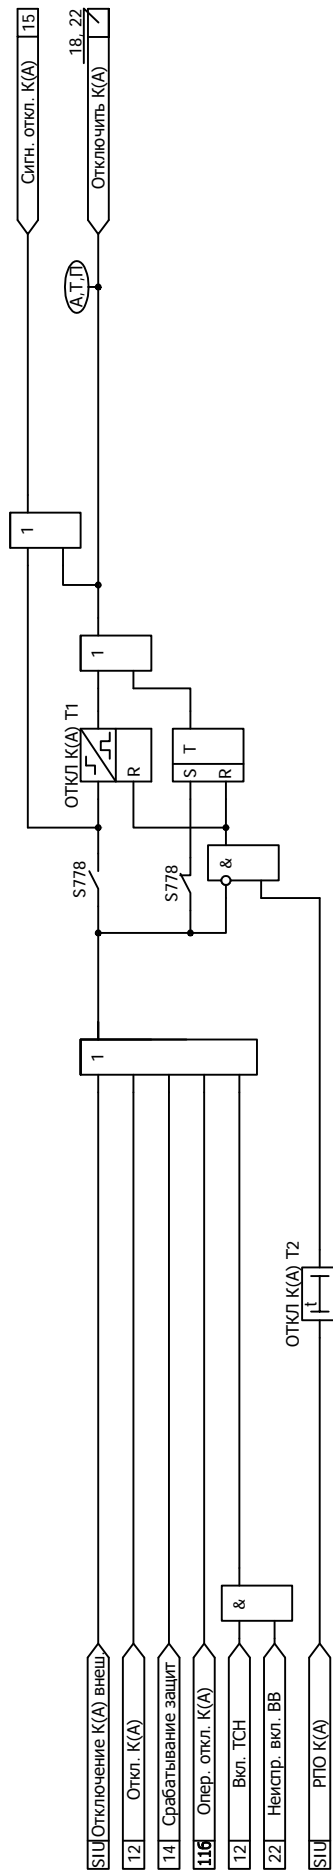 SIU Отключение К(А) внеш.
12 Откл. К(А)
14 Срабатывание защит
116 Опер. откл. К(А)
12 Вкл. ТСН
22 Неиспр. вкл. ВВ
SIU РПО К(А)
&
ОТКЛ К(А) Т2
t
1
S778
S778
&
ОТКЛ К(А) Т1
R
S T
R
1
1
А,Т,П
Сигн. откл. К(А) 15
Отключить К(А)
18, 22